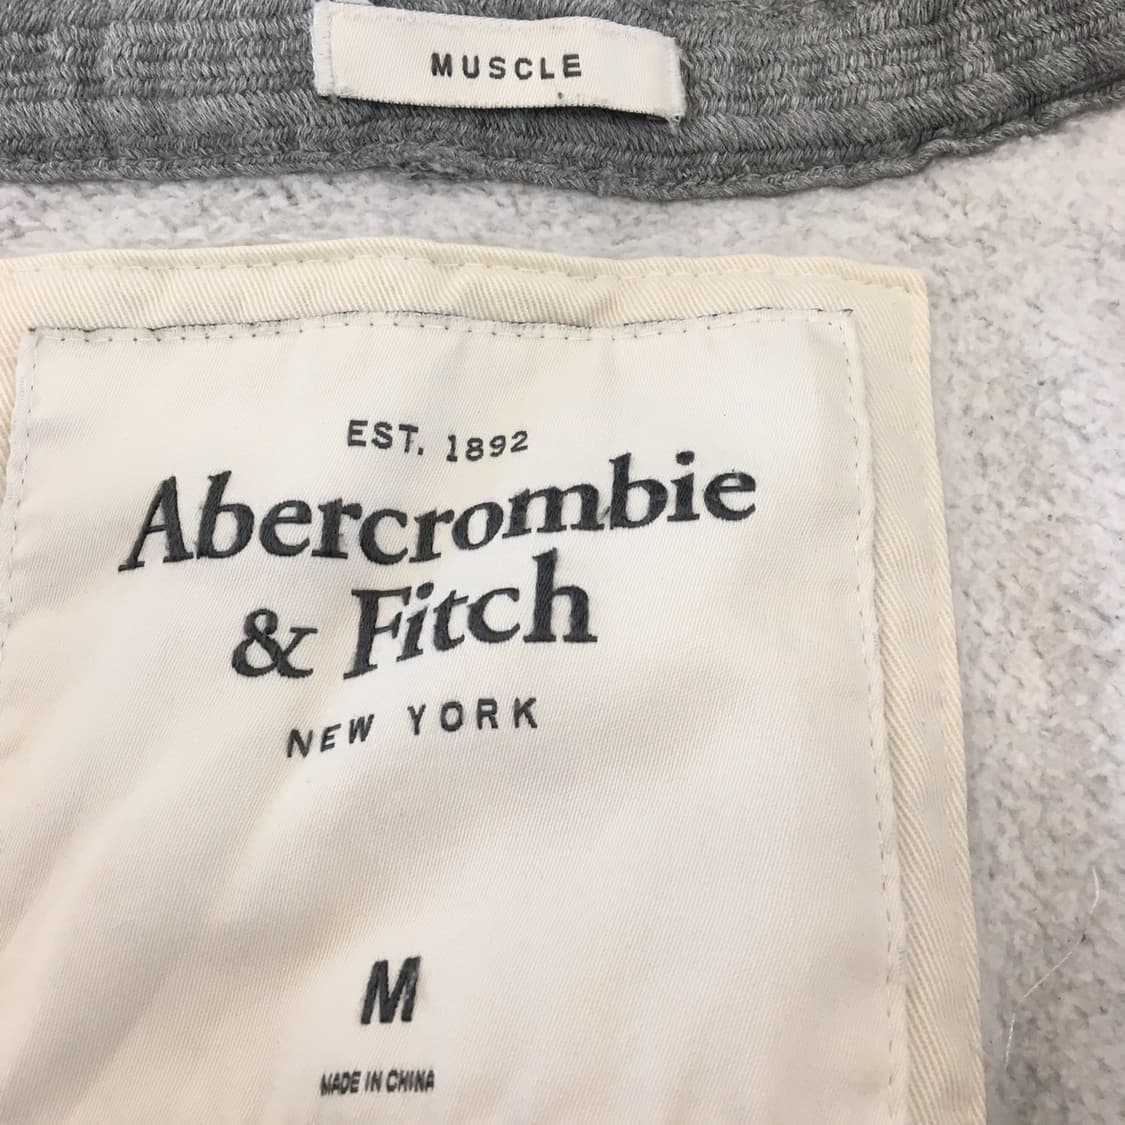 MUSCLE
EST. 1892
Abercrombie
& Fitch
NEW YORK
M
MADE IN CHINA